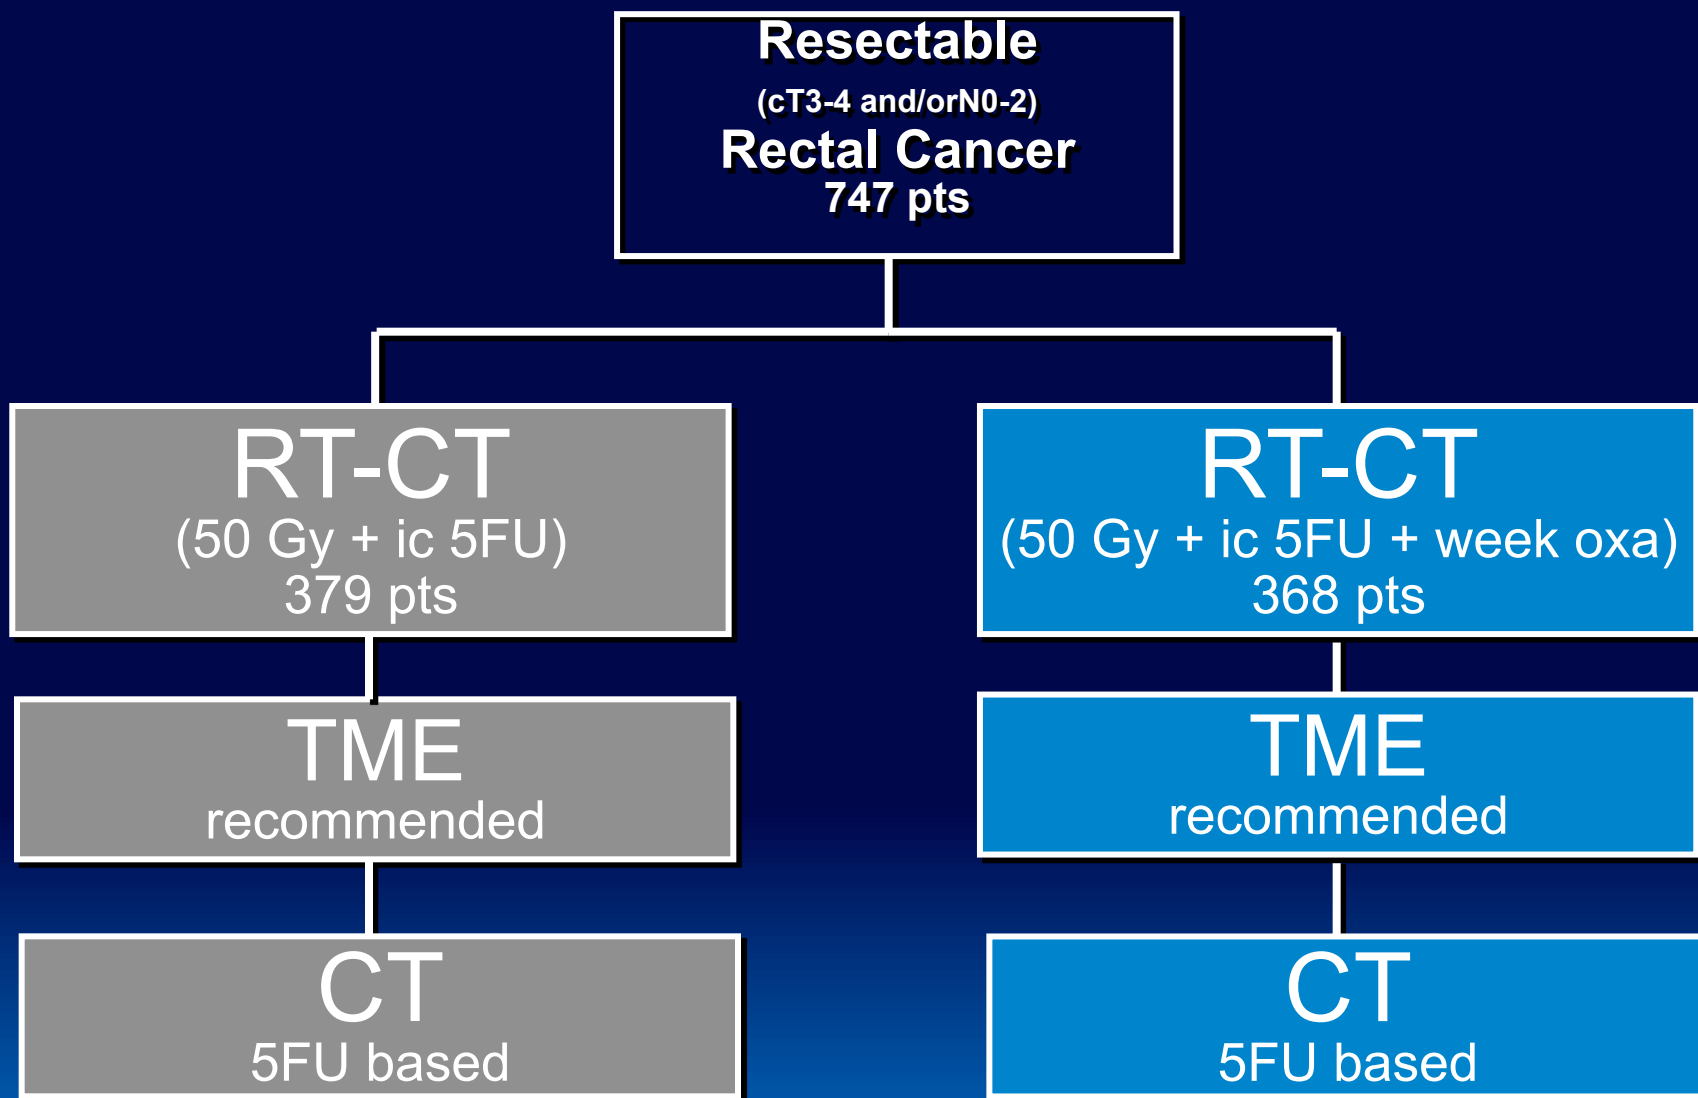 Resectable
(cT3-4 and/orN0-2)
Rectal Cancer
747 pts
RT-CT
(50 Gy + ic 5FU)
379 pts
RT-CT
(50 Gy + ic 5FU + week oxa)
368 pts
TME
recommended
TME
recommended
CT
5FU based
CT
5FU based